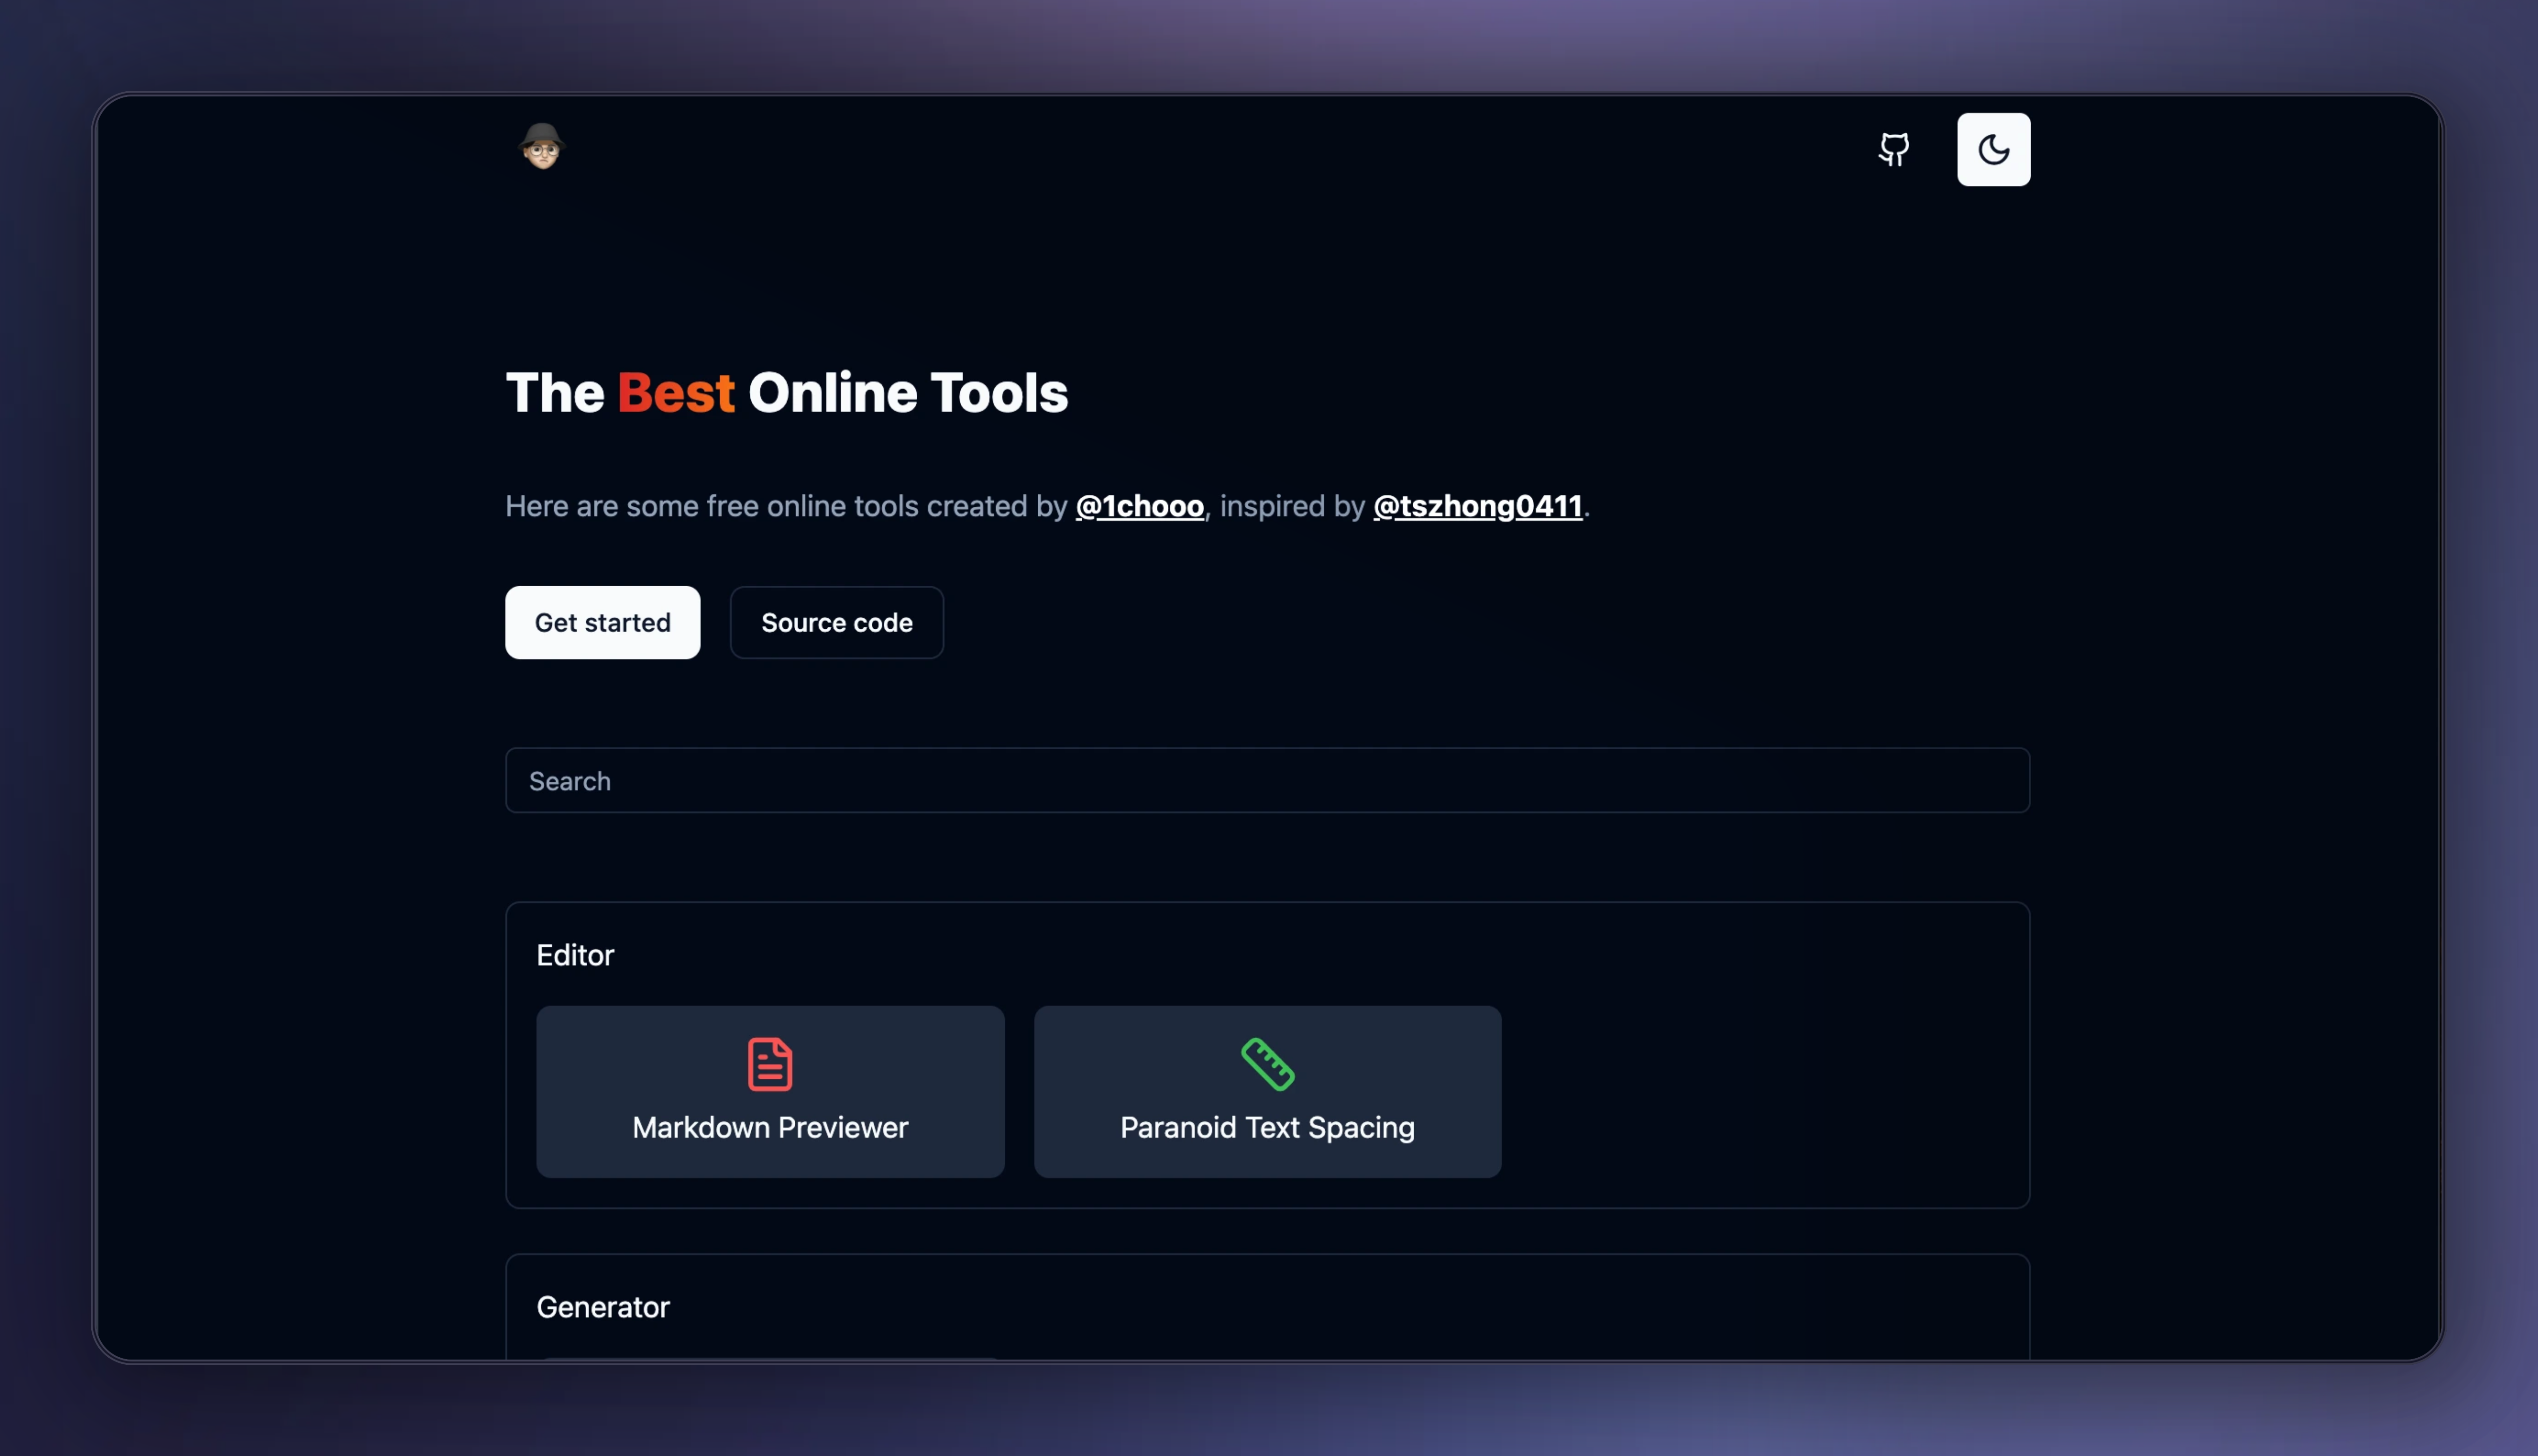 The Best Online Tools
Here are some free online tools created by @1chooo, inspired by @tszhong0411.
Get started
Source code
Search
Editor
Markdown Previewer
Paranoid Text Spacing
Generator